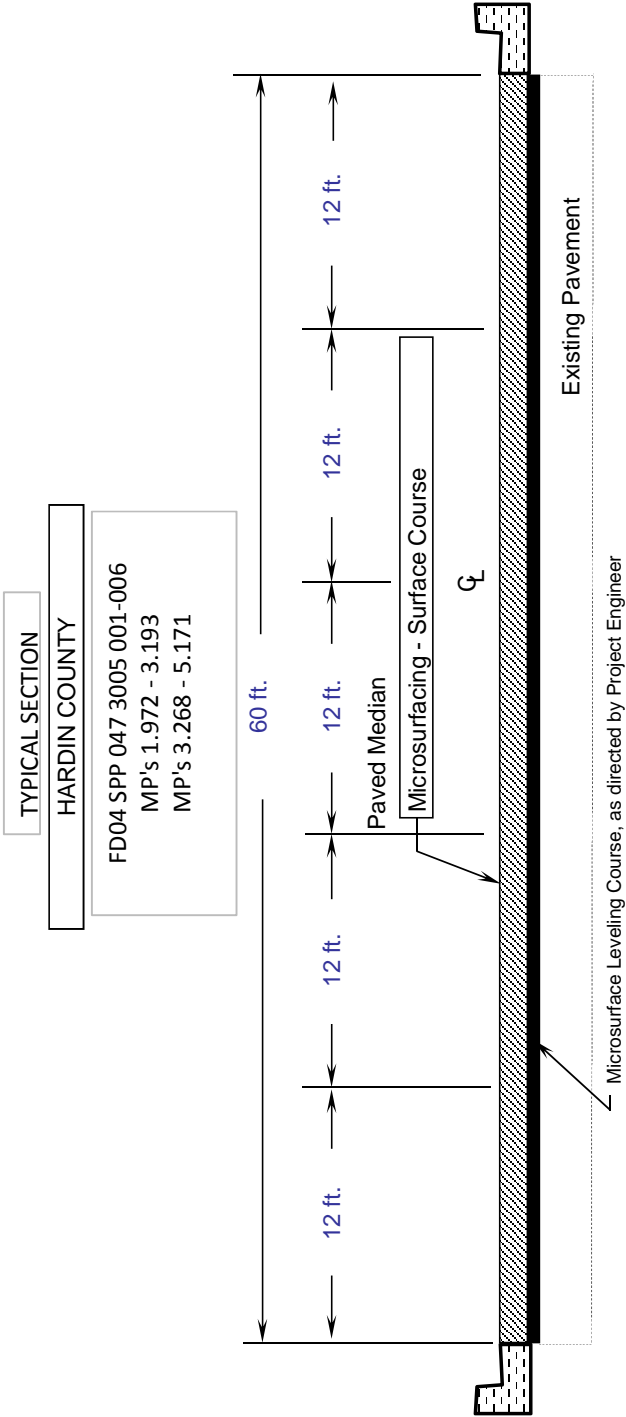 TYPICAL SECTION
HARDIN COUNTY
FD04 SPP 047 3005 001-006
MP's 1.972 - 3.193
MP's 3.268 - 5.171
60 ft.
12 ft.
12 ft.
12 ft.
12 ft.
12 ft.
Paved Median
Microsurfacing - Surface Course
℄
Existing Pavement
Microsurface Leveling Course, as directed by Project Engineer